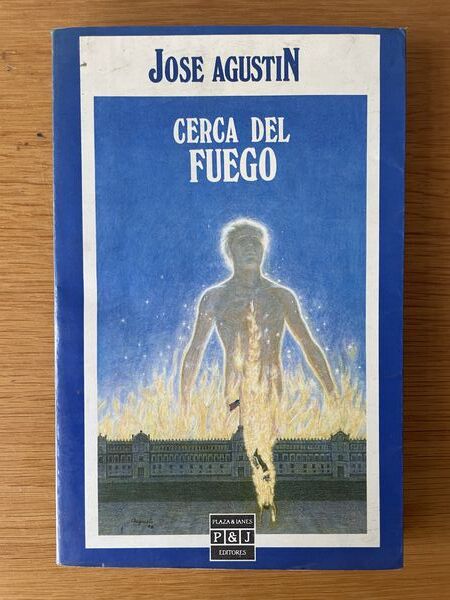 JOSE AGUSTIN
CERCA DEL
FUEGO
PLAZA & JANES
P&J
EDITORES